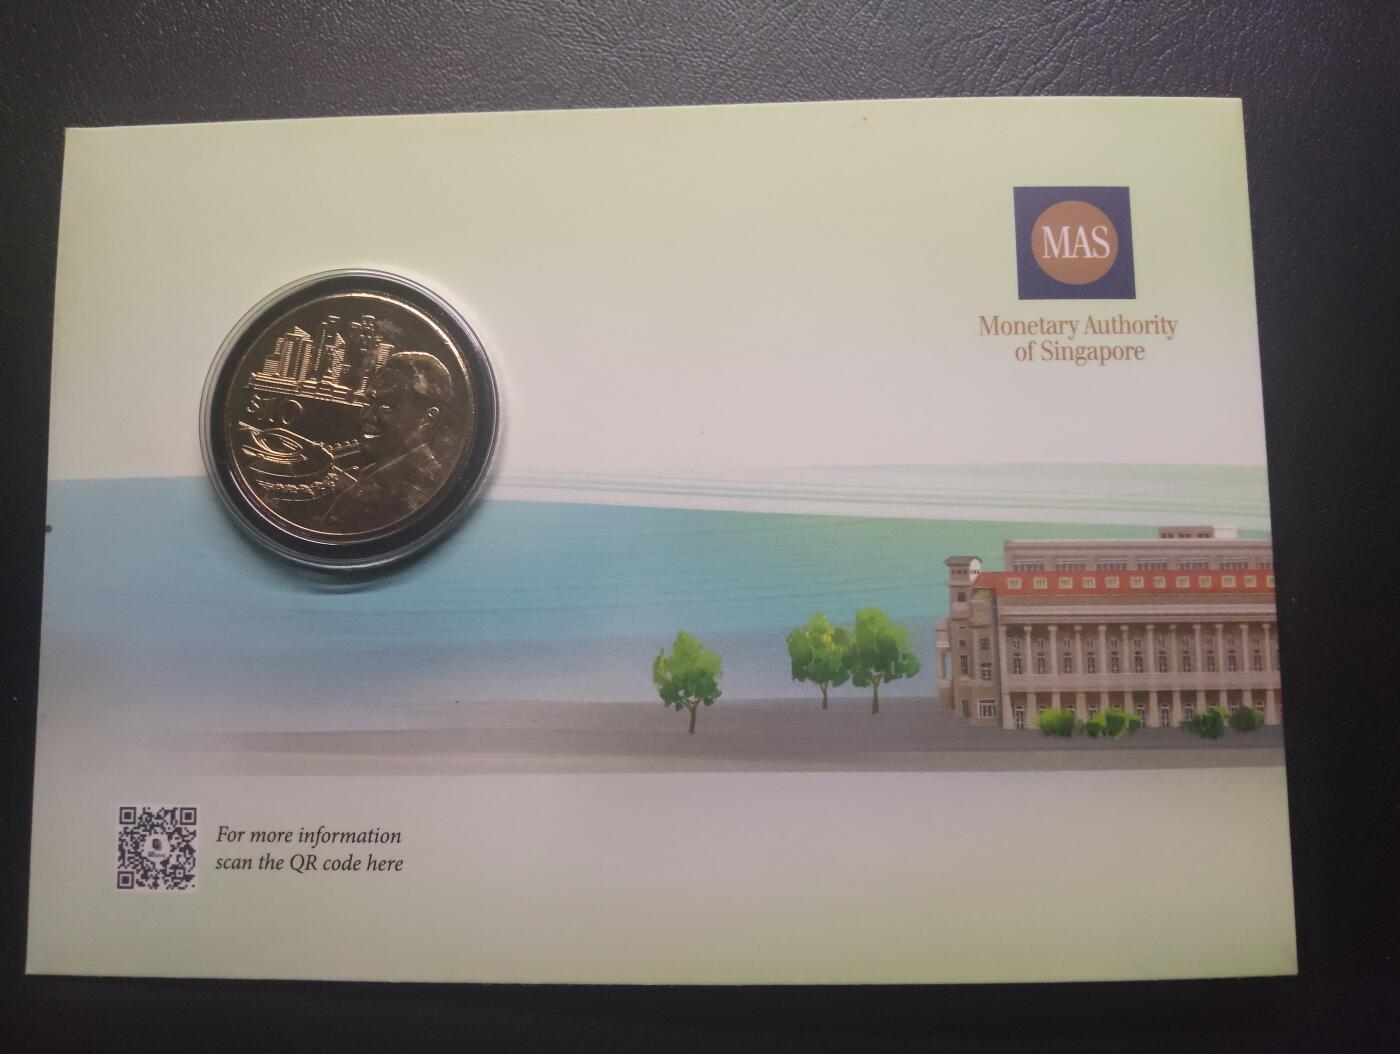 MAS
Monetary Authority
of Singapore
$10
For more information
scan the QR code here